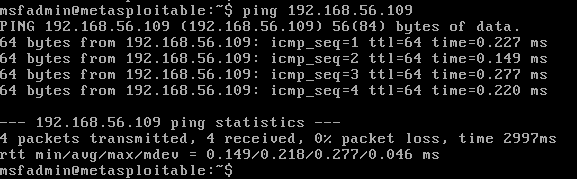 msfadmin@metasploitable:~$ ping 192.168.56.109
PING 192.168.56.109 (192.168.56.109) 56(84) bytes of data.
64 bytes from 192.168.56.109: icmp_seq=1 ttl=64 time=0.227 ms
64 bytes from 192.168.56.109: icmp_seq=2 ttl=64 time=0.149 ms
64 bytes from 192.168.56.109: icmp_seq=3 ttl=64 time=0.277 ms
64 bytes from 192.168.56.109: icmp_seq=4 ttl=64 time=0.220 ms
--- 192.168.56.109 ping statistics ---
4 packets transmitted, 4 received, 0% packet loss, time 2997ms
rtt min/avg/max/mdev = 0.149/0.218/0.277/0.046 ms
msfadmin@metasploitable:~$